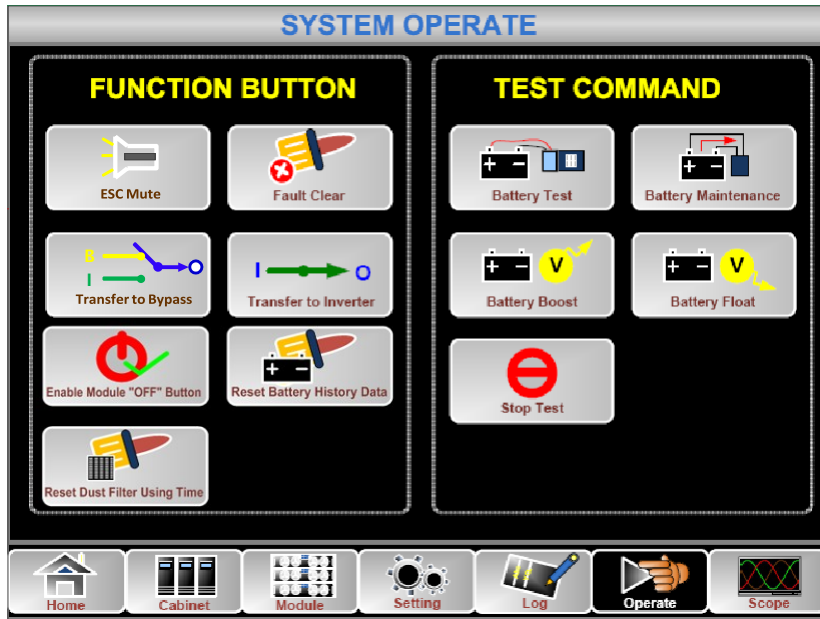 SYSTEM OPERATE
FUNCTION BUTTON
ESC Mute
Fault Clear
B
I
Transfer to Bypass
I O
Transfer to Inverter
Enable Module "OFF" Button
+ −
Reset Battery History Data
Reset Dust Filter Using Time
TEST COMMAND
+ −
Battery Test
+ −
Battery Maintenance
+ − V
Battery Boost
+ − V
Battery Float
Stop Test
Home
Cabinet
Module
Setting
Log
Operate
Scope